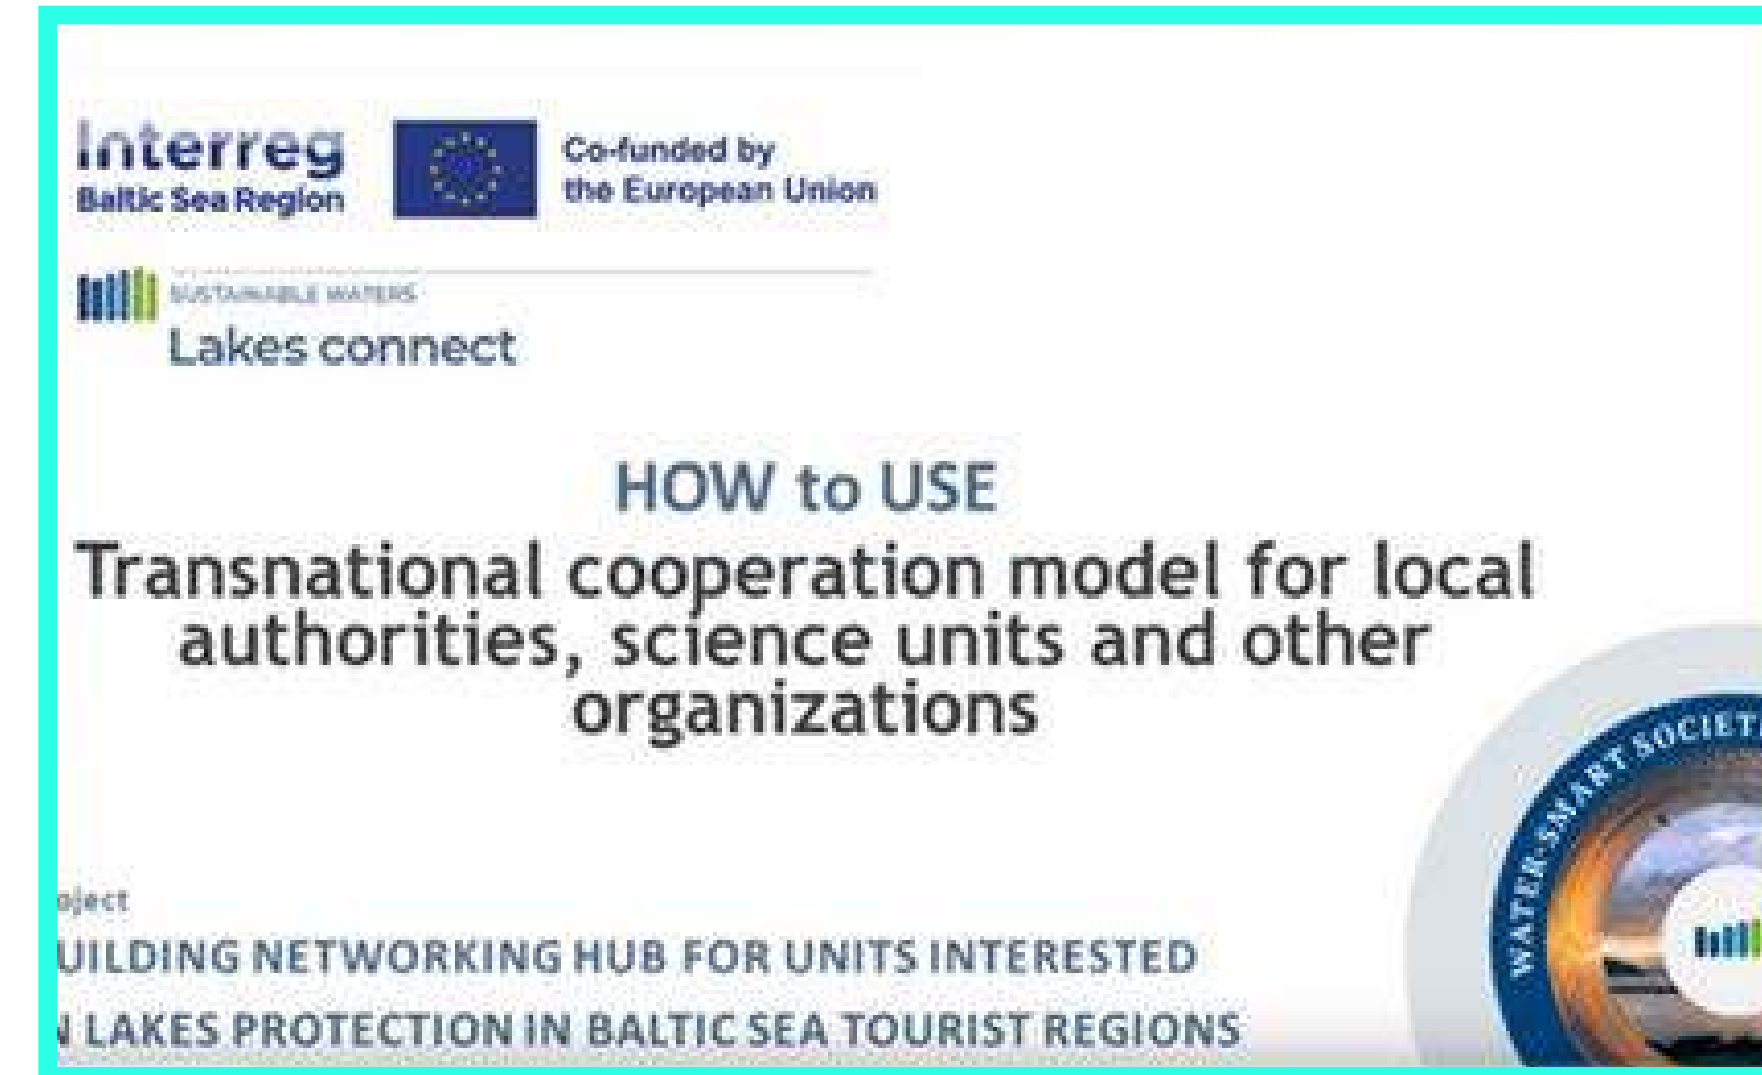 Interreg
Baltic Sea Region
Co-funded by
the European Union
SUSTAINABLE WATERS
Lakes connect
HOW to USE
Transnational cooperation model for local
authorities, science units and other
organizations
oject
UILDING NETWORKING HUB FOR UNITS INTERESTED
N LAKES PROTECTION IN BALTIC SEA TOURIST REGIONS
WATER-SMART SOCIET